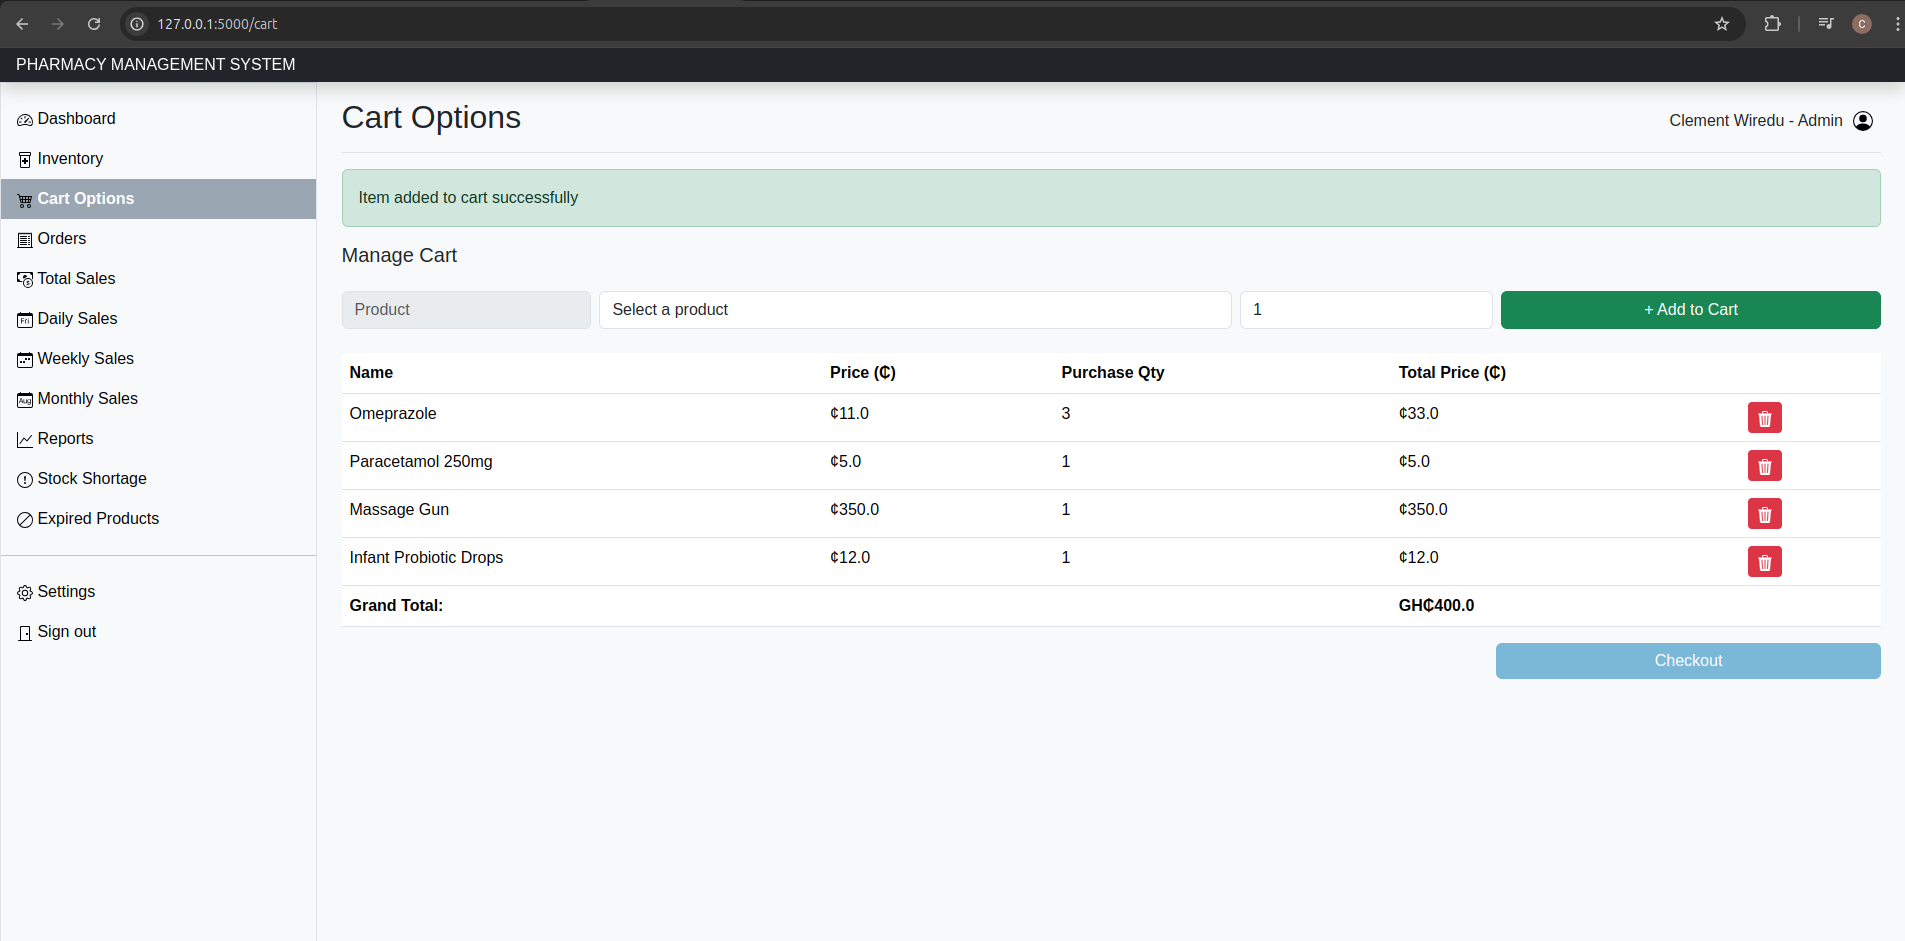 127.0.0.1:5000/cart
C
PHARMACY MANAGEMENT SYSTEM
Dashboard
Inventory
Cart Options
Orders
Total Sales
Fri
Daily Sales
Weekly Sales
Aug
Monthly Sales
Reports
Stock Shortage
Expired Products
Settings
Sign out
Cart Options
Clement Wiredu - Admin
Item added to cart successfully
Manage Cart
Product Select a product 1 + Add to Cart
Name Price (₵) Purchase Qty Total Price (₵)
Omeprazole ¢11.0 3 ¢33.0
Paracetamol 250mg ¢5.0 1 ¢5.0
Massage Gun ¢350.0 1 ¢350.0
Infant Probiotic Drops ¢12.0 1 ¢12.0
Grand Total: GH₵400.0
Checkout